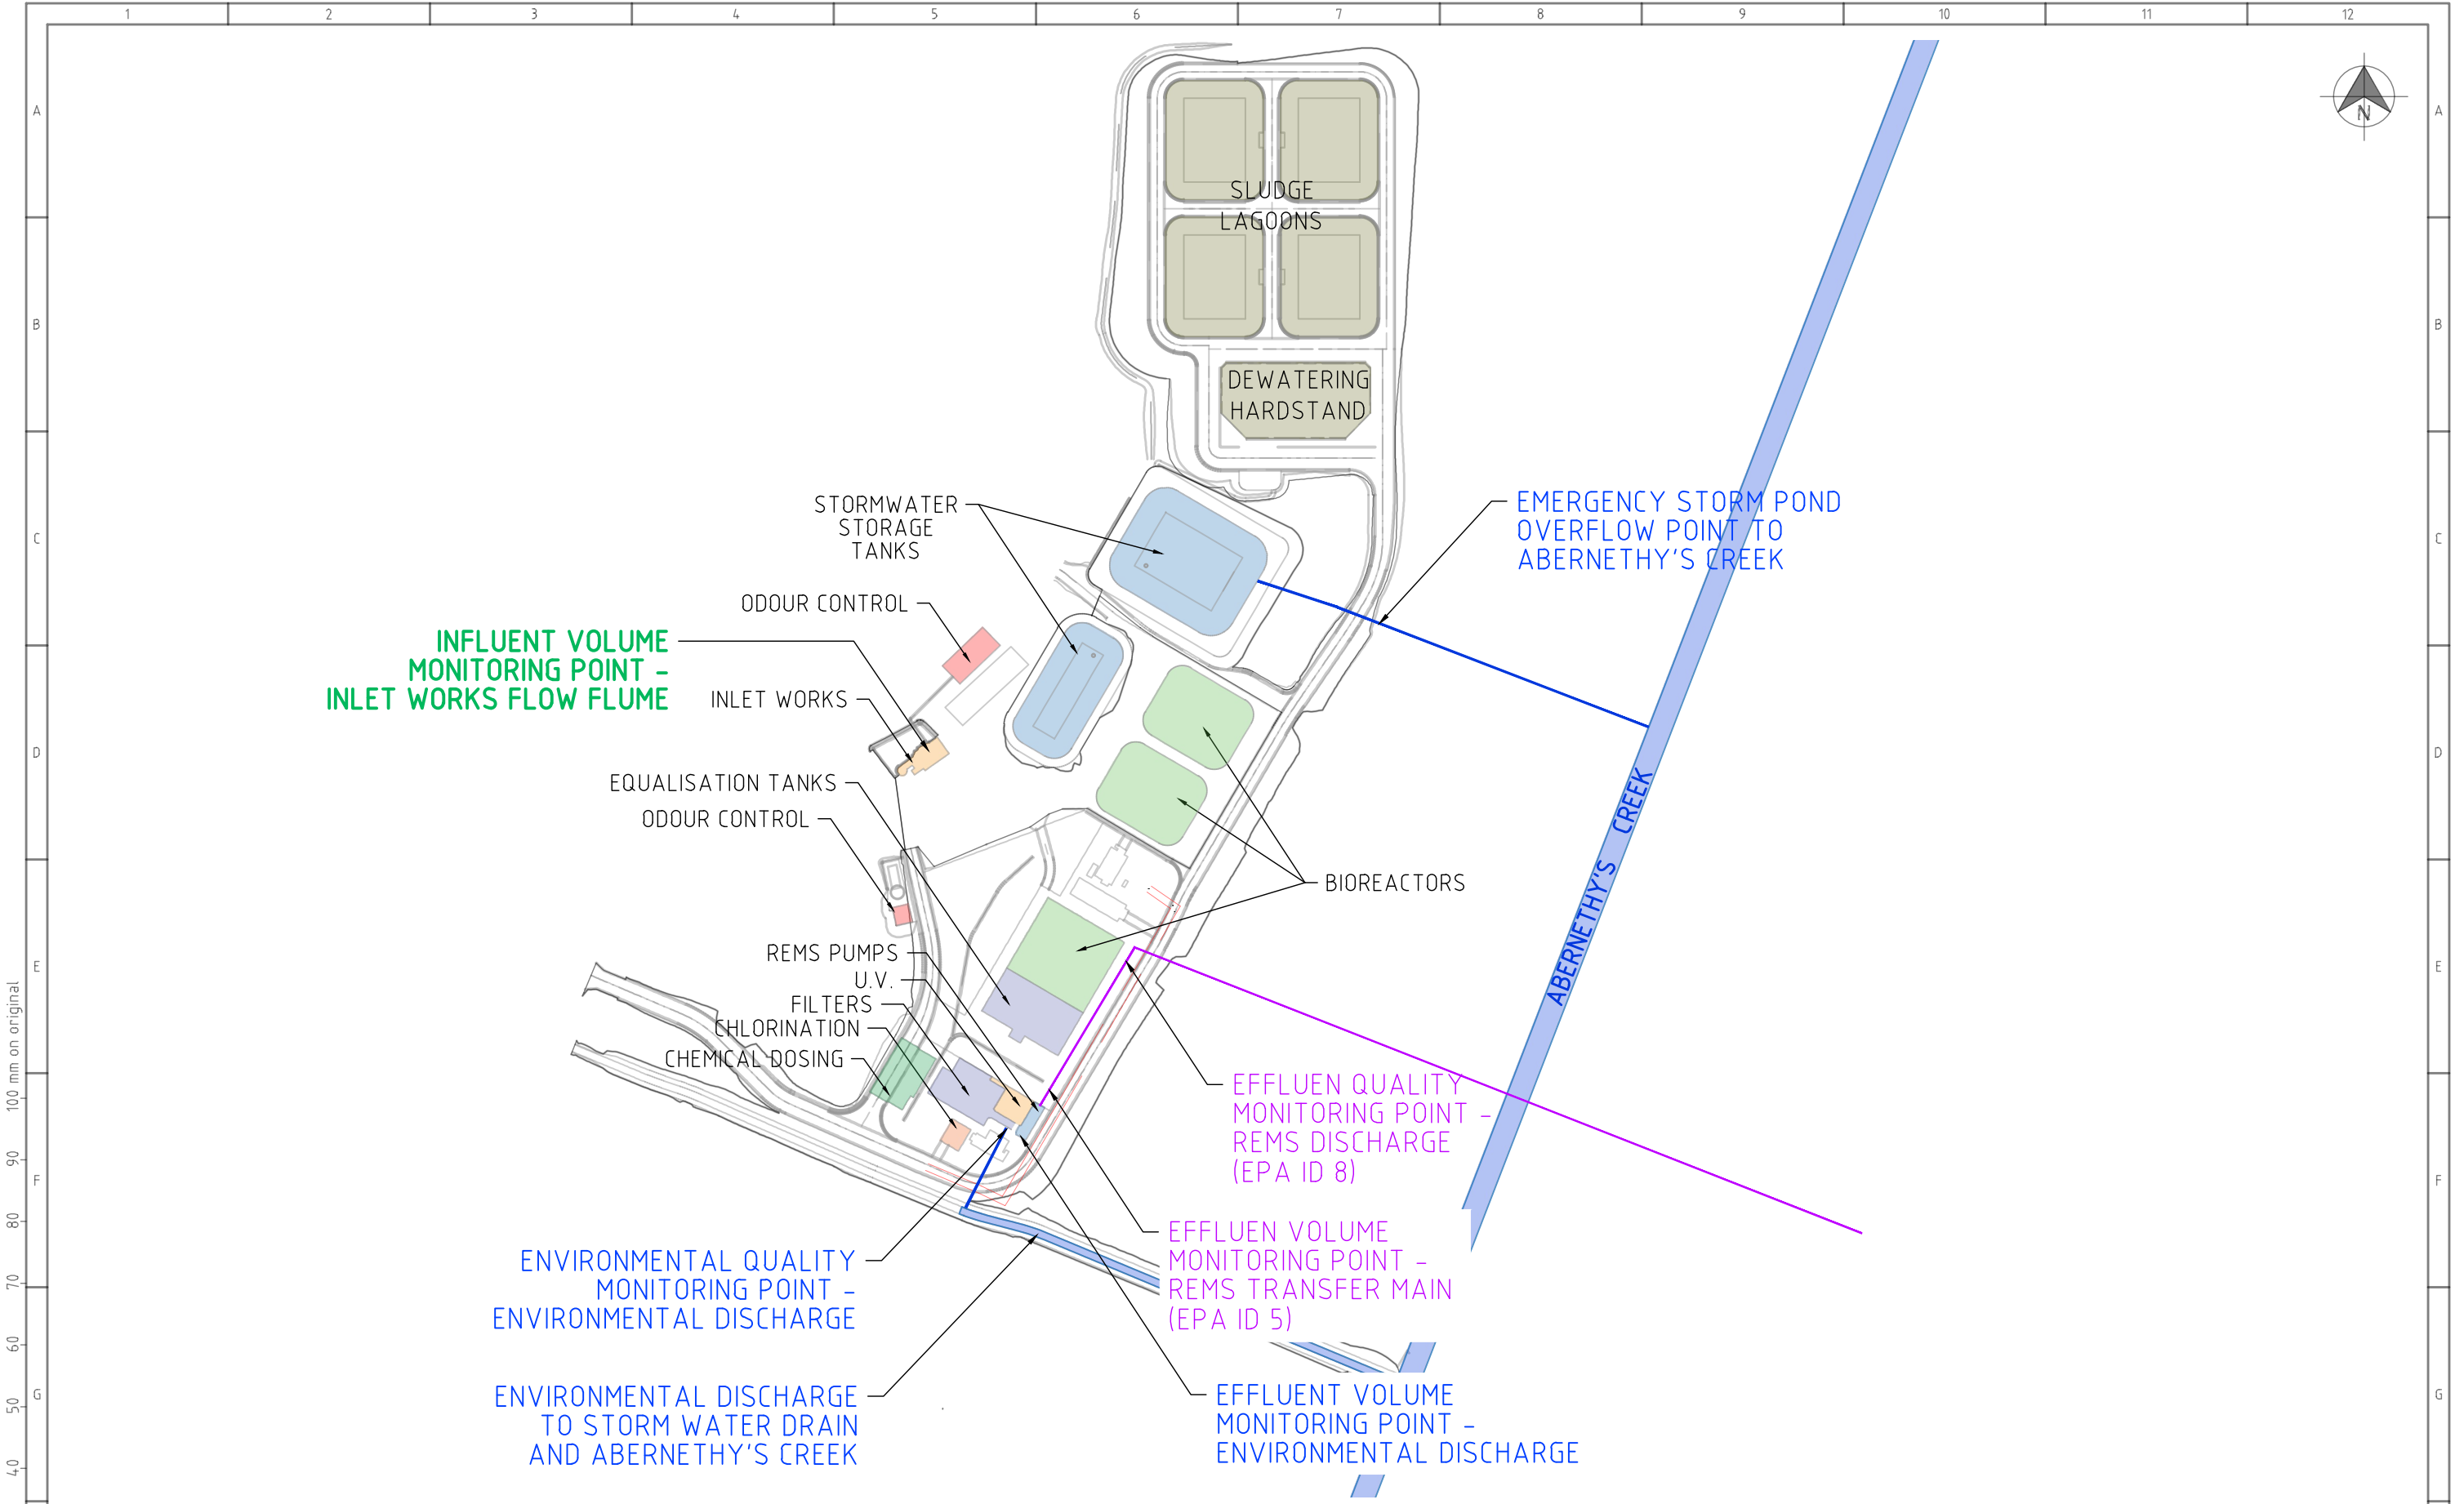 1 2 3 4 5 6 7 8 9 10 11 12
A A
N
SLUDGE
LAGOONS
B B
DEWATERING
HARDSTAND
STORMWATER
STORAGE
TANKS
EMERGENCY STORM POND
OVERFLOW POINT TO
ABERNETHY'S CREEK
C C
ODOUR CONTROL
INFLUENT VOLUME
MONITORING POINT -
INLET WORKS FLOW FLUME
INLET WORKS
D D
EQUALISATION TANKS
ODOUR CONTROL
ABERNETHY'S CREEK
BIOREACTORS
REMS PUMPS
U.V.
FILTERS
CHLORINATION
CHEMICAL DOSING
E E
100 mm on original
90
80
70
60
50
40
EFFLUEN QUALITY
MONITORING POINT -
REMS DISCHARGE
(EPA ID 8)
F F
EFFLUEN VOLUME
MONITORING POINT -
REMS TRANSFER MAIN
(EPA ID 5)
ENVIRONMENTAL QUALITY
MONITORING POINT -
ENVIRONMENTAL DISCHARGE
ENVIRONMENTAL DISCHARGE
TO STORM WATER DRAIN
AND ABERNETHY'S CREEK
EFFLUENT VOLUME
MONITORING POINT -
ENVIRONMENTAL DISCHARGE
G G